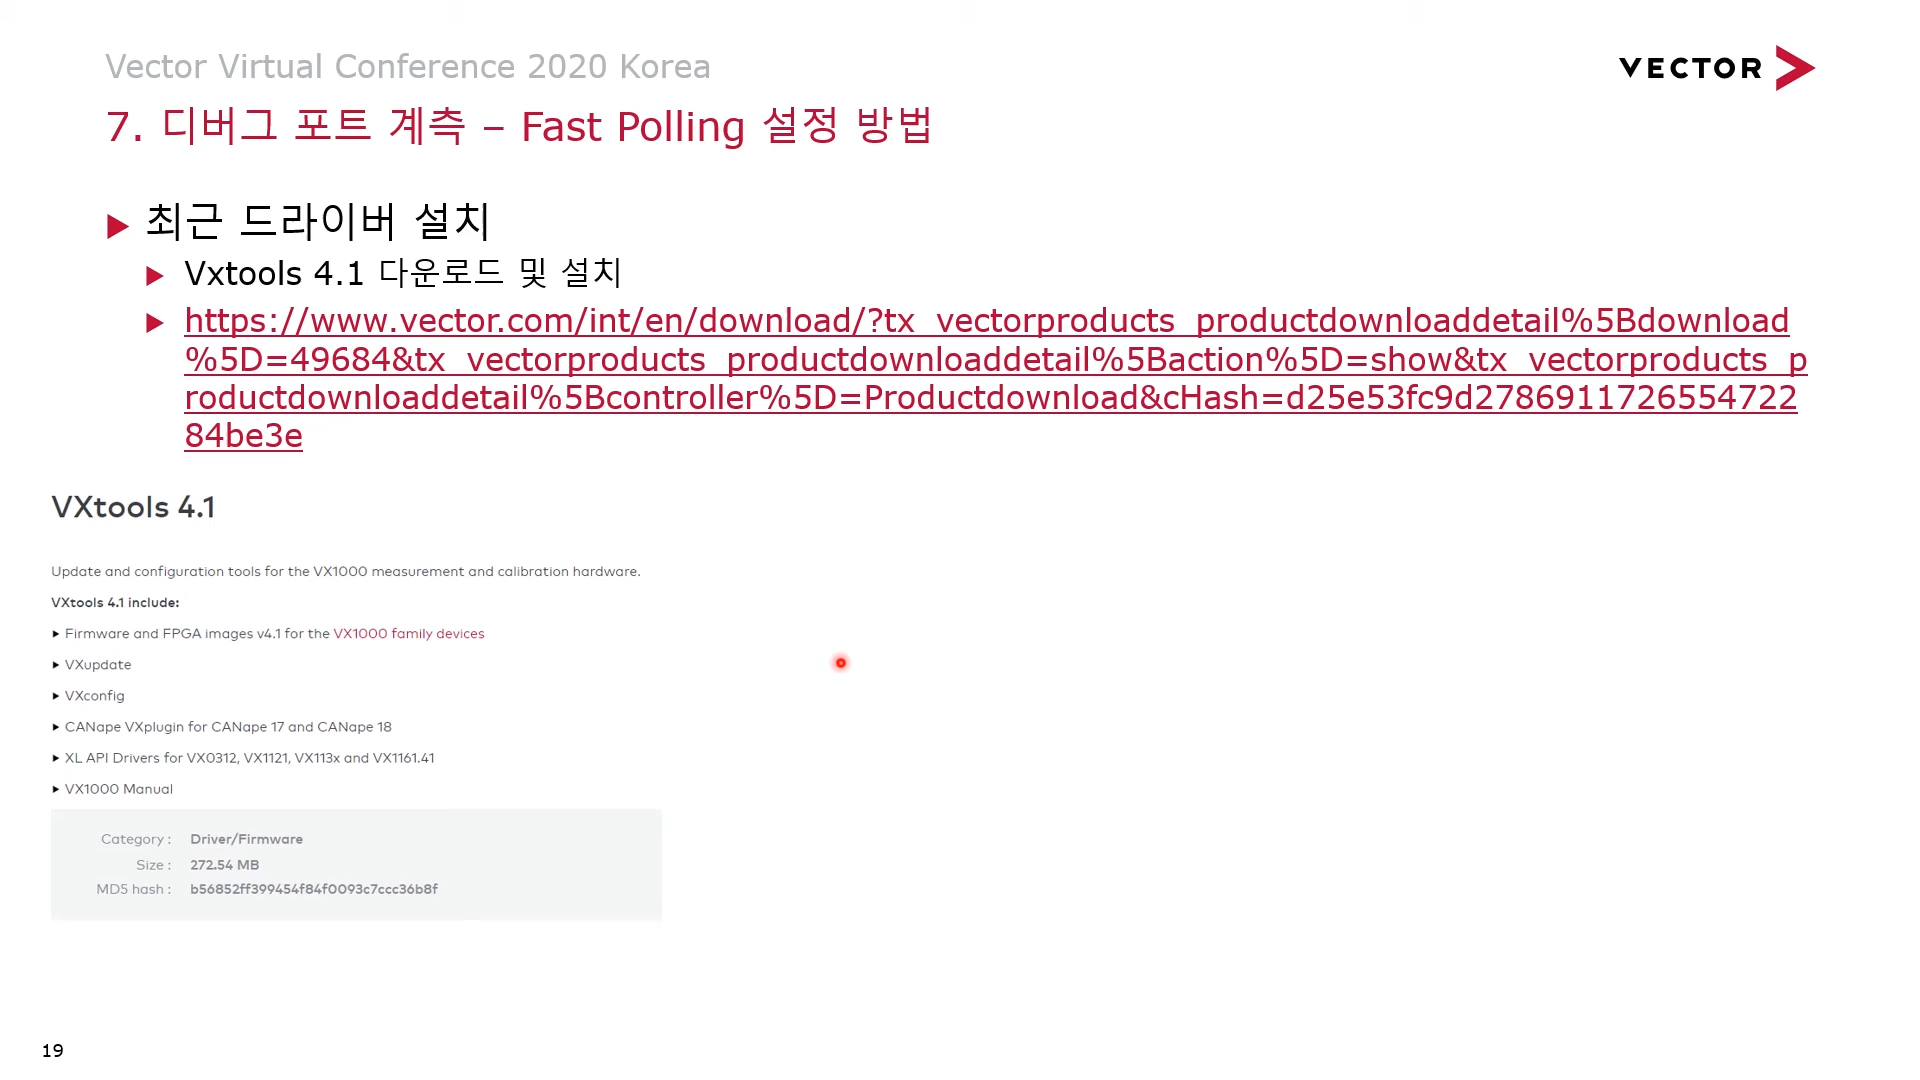 Vector Virtual Conference 2020 Korea
VECTOR
7. 디버그 포트 계측 – Fast Polling 설정 방법
최근 드라이버 설치
Vxtools 4.1 다운로드 및 설치
https://www.vector.com/int/en/download/?tx_vectorproducts_productdownloaddetail%5Bdownload
%5D=49684&tx_vectorproducts_productdownloaddetail%5Baction%5D=show&tx_vectorproducts_p
roductdownloaddetail%5Bcontroller%5D=Productdownload&cHash=d25e53fc9d2786911726554722
84be3e
VXtools 4.1
Update and configuration tools for the VX1000 measurement and calibration hardware.
VXtools 4.1 include:
Firmware and FPGA images v4.1 for the VX1000 family devices
VXupdate
VXconfig
CANape VXplugin for CANape 17 and CANape 18
XL API Drivers for VX0312, VX1121, VX113x and VX1161.41
VX1000 Manual
Category : Driver/Firmware
Size : 272.54 MB
MD5 hash : b56852ff399454f84f0093c7ccc36b8f
19